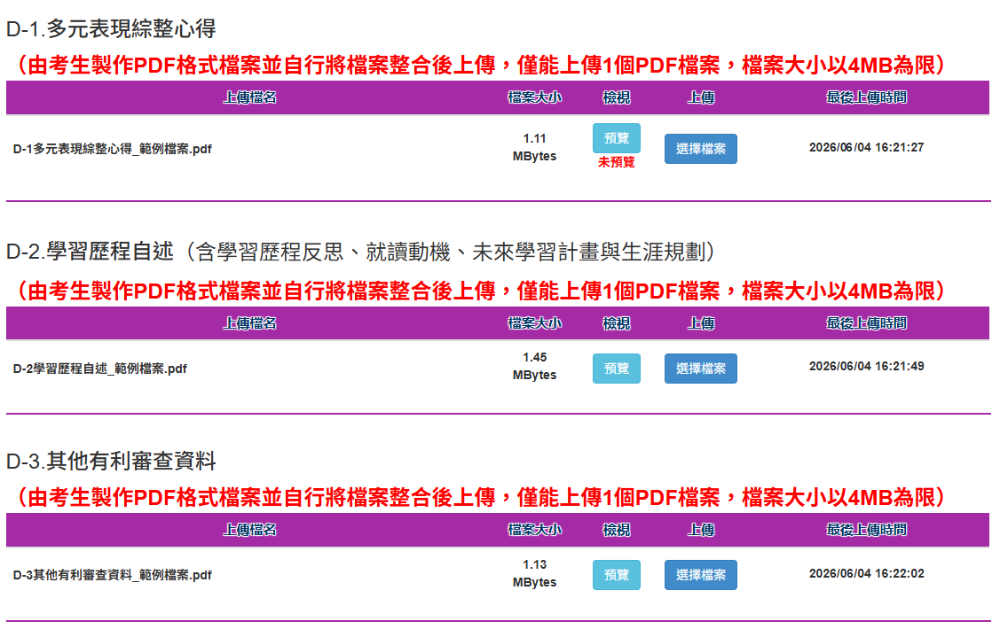 D-1.多元表現綜整心得
（由考生製作PDF格式檔案並自行將檔案整合後上傳，僅能上傳1個PDF檔案，檔案大小以4MB為限）
上傳檔名 檔案大小 檢視 上傳 最後上傳時間
D-1多元表現綜整心得_範例檔案.pdf 1.11 MBytes 預覽 未預覽 選擇檔案 2026/06/04 16:21:27
D-2.學習歷程自述（含學習歷程反思、就讀動機、未來學習計畫與生涯規劃）
（由考生製作PDF格式檔案並自行將檔案整合後上傳，僅能上傳1個PDF檔案，檔案大小以4MB為限）
上傳檔名 檔案大小 檢視 上傳 最後上傳時間
D-2學習歷程自述_範例檔案.pdf 1.45 MBytes 預覽 選擇檔案 2026/06/04 16:21:49
D-3.其他有利審查資料
（由考生製作PDF格式檔案並自行將檔案整合後上傳，僅能上傳1個PDF檔案，檔案大小以4MB為限）
上傳檔名 檔案大小 檢視 上傳 最後上傳時間
D-3其他有利審查資料_範例檔案.pdf 1.13 MBytes 預覽 選擇檔案 2026/06/04 16:22:02